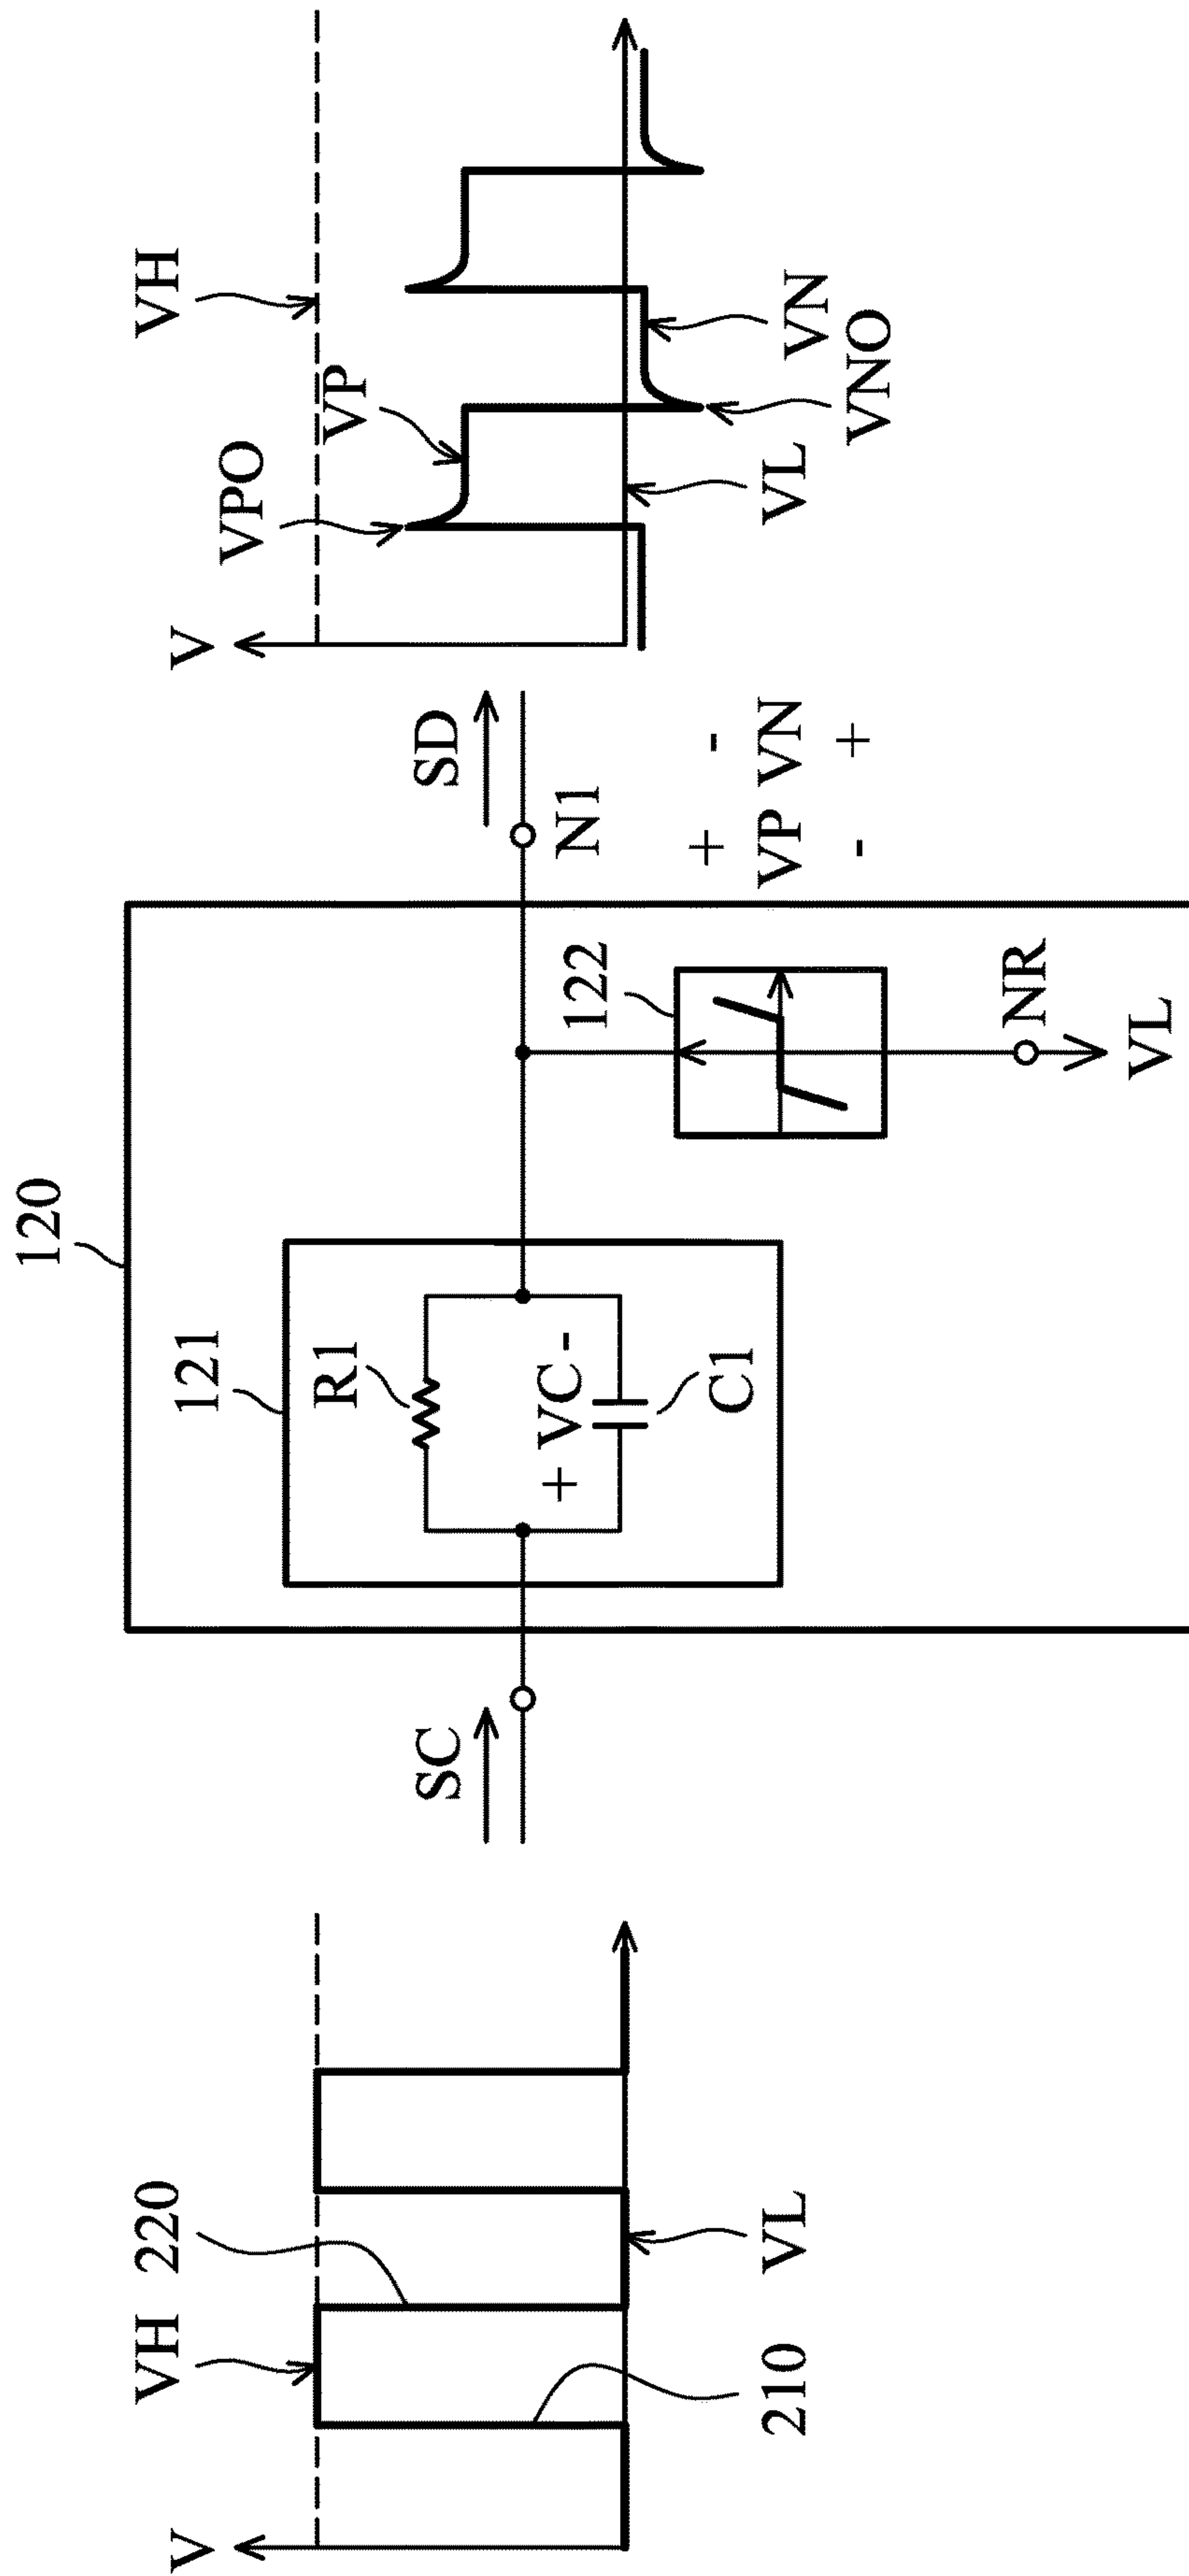 V
VH
220
210
VL
SC
120
121
R1
+ VC -
C1
122
NR
VL
SD
N1
+ -
VP VN
- +
V
VPO
VP
VH
VL
VN
VNO